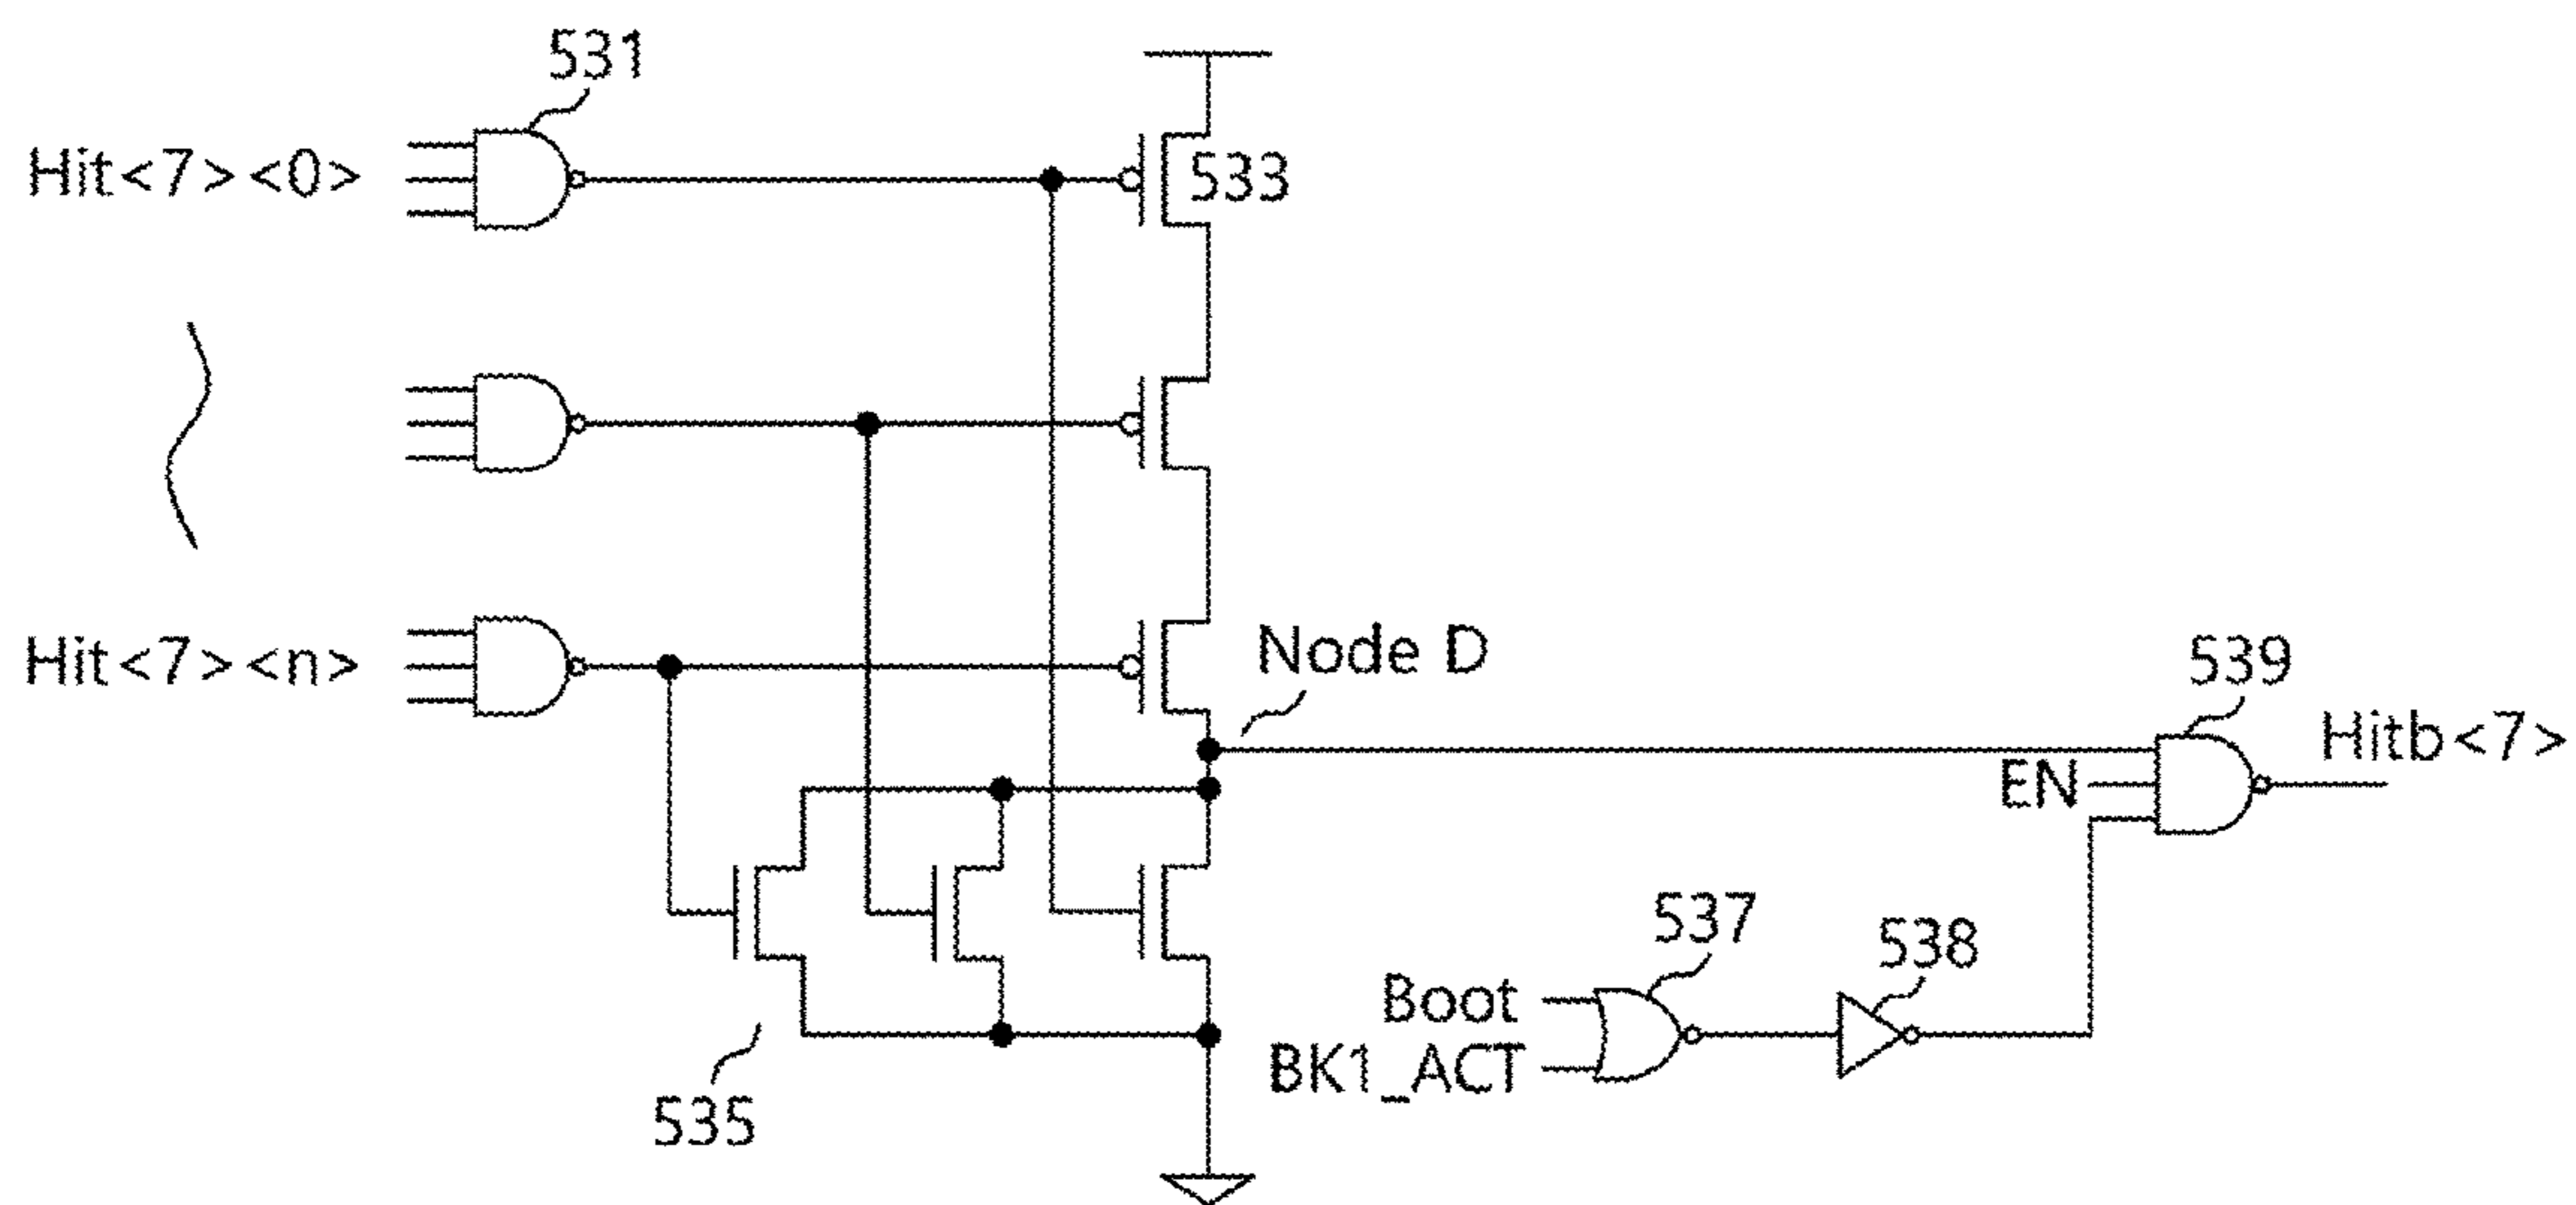 531
Hit<7><0>
533
Hit<7><n>
Node D
539
Hitb<7>
EN
537
538
Boot
BK1_ACT
535